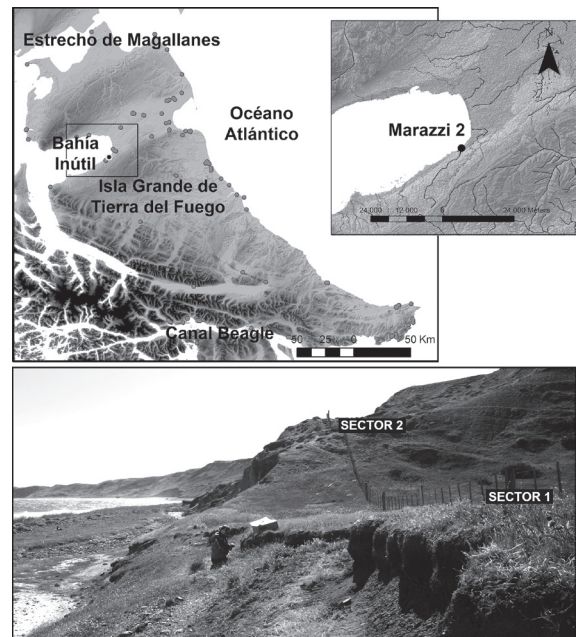 Estrecho de Magallanes
Océano
Atlántico
Bahía
Inútil
Isla Grande de
Tierra del Fuego
Canal Beagle
50 25 0 50 Km
N
Marazzi 2
24,000 12,000 0 24,000 Meters
SECTOR 2
SECTOR 1